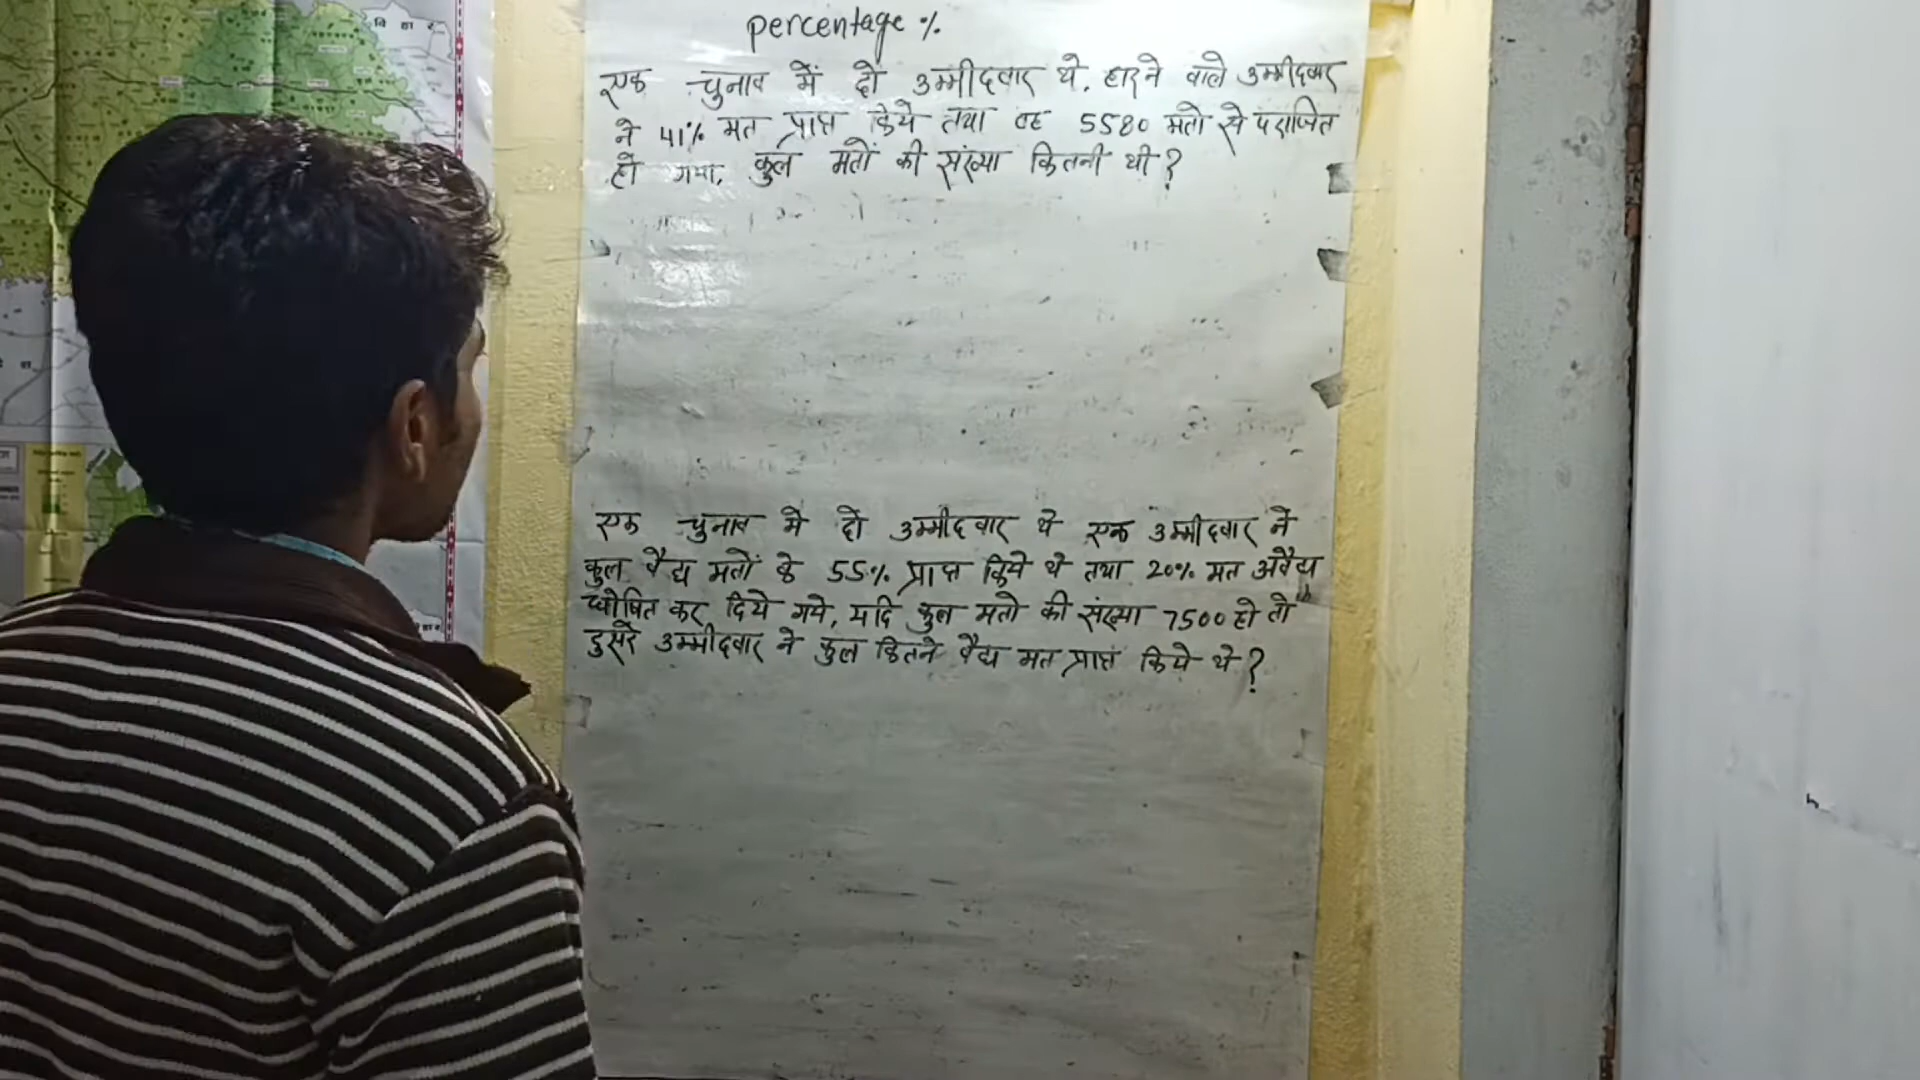 percentage %
एक चुनाव में दो उम्मीदवार थे. हारने वाले उम्मीदवार
ने 41% मत प्राप्त किये तथा वह 5580 मतो से पराजित
हो गया, कुल मतों की संख्या कितनी थी ?
एक चुनाव मे दो उम्मीदवार थे एक उम्मीदवार ने
कुल वैद्य मतों के 55% प्राप्त किये थे तथा 20% मत अवैद्य
घोषित कर दिये गये, यदि कुल मतो की संख्या 7500 हो तो
दुसरे उम्मीदवार ने कुल कितने वैद्य मत प्राप्त किये थे ?
बि हा र